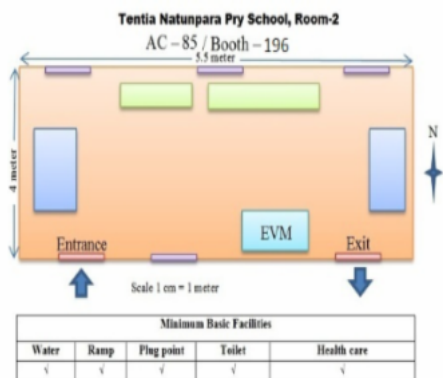 Tentia Natunpara Pry School, Room-2
AC – 85 / Booth – 196
5.5 meter
4 meter
N
EVM
Entrance
Exit
Scale 1 cm = 1 meter
Minimum Basic Facilities
Water Ramp Plug point Toilet Health care
√ √ √ √ √